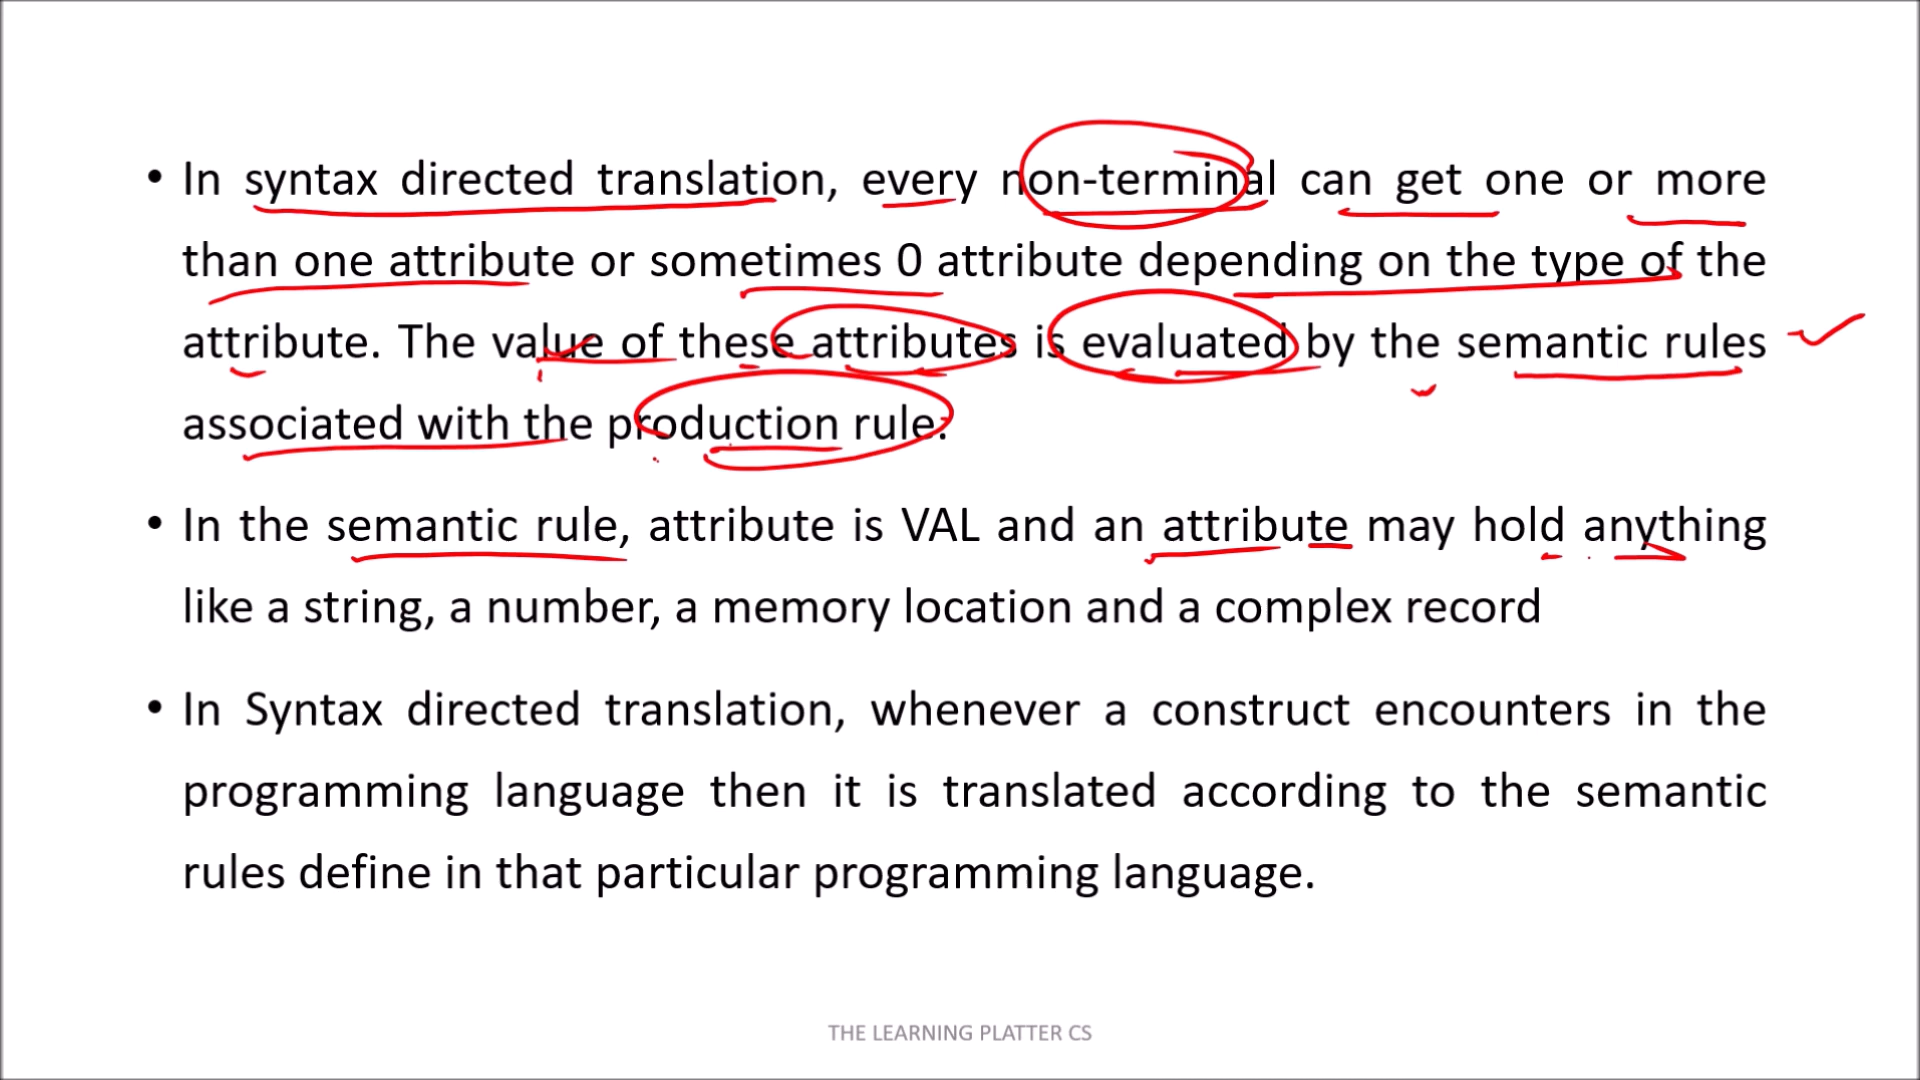 • In syntax directed translation, every non-terminal can get one or more
than one attribute or sometimes 0 attribute depending on the type of the
attribute. The value of these attributes is evaluated by the semantic rules
associated with the production rule.
• In the semantic rule, attribute is VAL and an attribute may hold anything
like a string, a number, a memory location and a complex record
• In Syntax directed translation, whenever a construct encounters in the
programming language then it is translated according to the semantic
rules define in that particular programming language.
THE LEARNING PLATTER CS